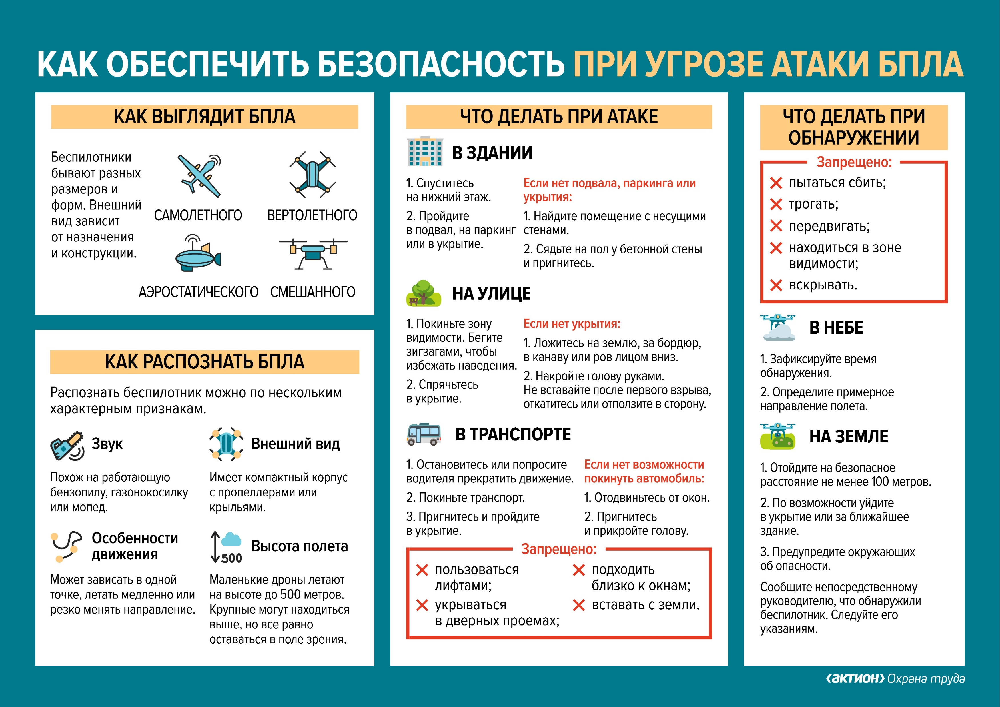 КАК ОБЕСПЕЧИТЬ БЕЗОПАСНОСТЬ ПРИ УГРОЗЕ АТАКИ БПЛА
КАК ВЫГЛЯДИТ БПЛА
Беспилотники
бывают разных
размеров и
форм. Внешний
вид зависит
от назначения
и конструкции.
САМОЛЕТНОГО
ВЕРТОЛЕТНОГО
АЭРОСТАТИЧЕСКОГО
СМЕШАННОГО
КАК РАСПОЗНАТЬ БПЛА
Распознать беспилотник можно по нескольким
характерным признакам.
Звук
Похож на работающую
бензопилу, газонокосилку
или мопед.
Внешний вид
Имеет компактный корпус
с пропеллерами или
крыльями.
Особенности
движения
Может зависать в одной
точке, летать медленно или
резко менять направление.
500
Высота полета
Маленькие дроны летают
на высоте до 500 метров.
Крупные могут находиться
выше, но все равно
оставаться в поле зрения.
ЧТО ДЕЛАТЬ ПРИ АТАКЕ
В ЗДАНИИ
1. Спуститесь
на нижний этаж.
2. Пройдите
в подвал, на паркинг
или в укрытие.
Если нет подвала, паркинга или
укрытия:
1. Найдите помещение с несущими
стенами.
2. Сядьте на пол у бетонной стены
и пригнитесь.
НА УЛИЦЕ
1. Покиньте зону
видимости. Бегите
зигзагами, чтобы
избежать наведения.
2. Спрячьтесь
в укрытие.
Если нет укрытия:
1. Ложитесь на землю, за бордюр,
в канаву или ров лицом вниз.
2. Накройте голову руками.
Не вставайте после первого взрыва,
откатитесь или отползите в сторону.
В ТРАНСПОРТЕ
1. Остановитесь или попросите
водителя прекратить движение.
2. Покиньте транспорт.
3. Пригнитесь и пройдите
в укрытие.
Если нет возможности
покинуть автомобиль:
1. Отодвиньтесь от окон.
2. Пригнитесь
и прикройте голову.
Запрещено:
пользоваться
лифтами;
укрываться
в дверных проемах;
подходить
близко к окнам;
вставать с земли.
ЧТО ДЕЛАТЬ ПРИ
ОБНАРУЖЕНИИ
Запрещено:
пытаться сбить;
трогать;
передвигать;
находиться в зоне
видимости;
вскрывать.
В НЕБЕ
1. Зафиксируйте время
обнаружения.
2. Определите примерное
направление полета.
НА ЗЕМЛЕ
1. Отойдите на безопасное
расстояние не менее 100 метров.
2. По возможности уйдите
в укрытие или за ближайшее
здание.
3. Предупредите окружающих
об опасности.
Сообщите непосредственному
руководителю, что обнаружили
беспилотник. Следуйте его
указаниям.
‹актион› Охрана труда